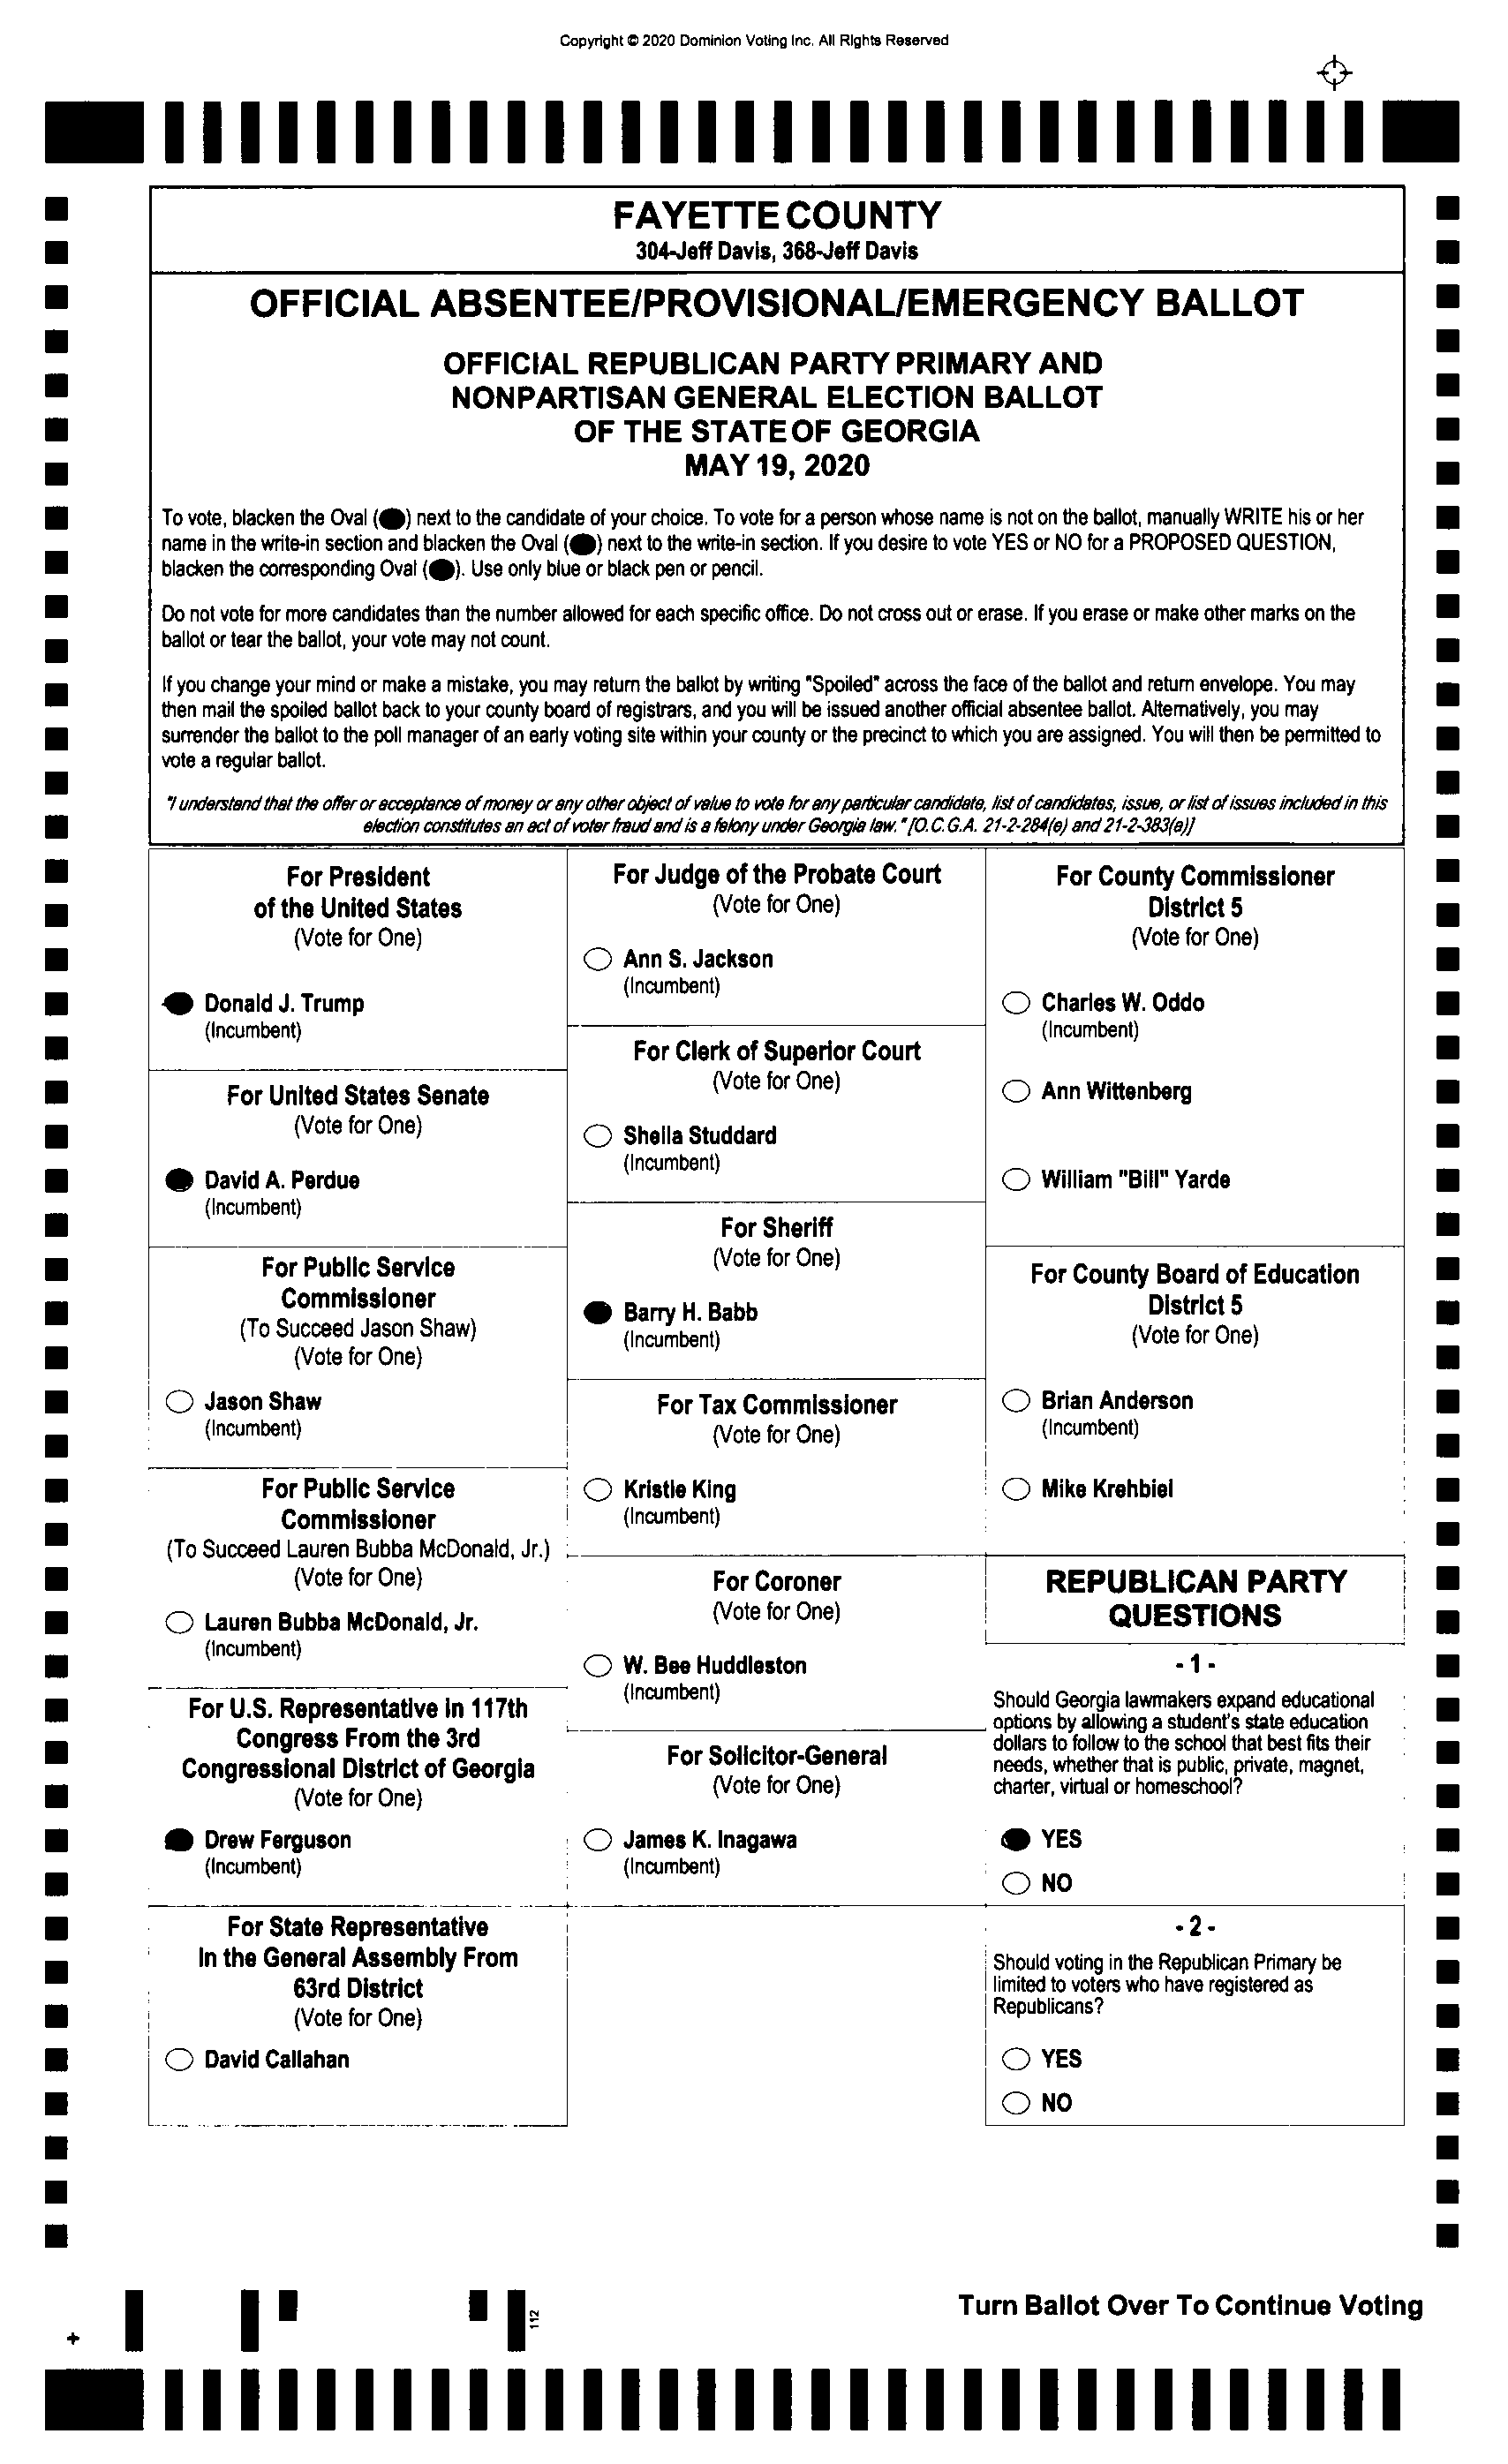 Copyright © 2020 Dominion Voting Inc. All Rights Reserved
FAYETTE COUNTY
304-Jeff Davis, 368-Jeff Davis
OFFICIAL ABSENTEE/PROVISIONAL/EMERGENCY BALLOT
OFFICIAL REPUBLICAN PARTY PRIMARY AND
NONPARTISAN GENERAL ELECTION BALLOT
OF THE STATE OF GEORGIA
MAY 19, 2020
To vote, blacken the Oval (●) next to the candidate of your choice. To vote for a person whose name is not on the ballot, manually WRITE his or her
name in the write-in section and blacken the Oval (●) next to the write-in section. If you desire to vote YES or NO for a PROPOSED QUESTION,
blacken the corresponding Oval (●). Use only blue or black pen or pencil.
Do not vote for more candidates than the number allowed for each specific office. Do not cross out or erase. If you erase or make other marks on the
ballot or tear the ballot, your vote may not count.
If you change your mind or make a mistake, you may return the ballot by writing "Spoiled" across the face of the ballot and return envelope. You may
then mail the spoiled ballot back to your county board of registrars, and you will be issued another official absentee ballot. Alternatively, you may
surrender the ballot to the poll manager of an early voting site within your county or the precinct to which you are assigned. You will then be permitted to
vote a regular ballot.
"I understand that the offer or acceptance of money or any other object of value to vote for any particular candidate, list of candidates, issue, or list of issues included in this
election constitutes an act of voter fraud and is a felony under Georgia law." [O.C.G.A. 21-2-284(e) and 21-2-383(a)]
For President
of the United States
(Vote for One)
Donald J. Trump
(Incumbent)
For United States Senate
(Vote for One)
David A. Perdue
(Incumbent)
For Public Service
Commissioner
(To Succeed Jason Shaw)
(Vote for One)
Jason Shaw
(Incumbent)
For Public Service
Commissioner
(To Succeed Lauren Bubba McDonald, Jr.)
(Vote for One)
Lauren Bubba McDonald, Jr.
(Incumbent)
For U.S. Representative in 117th
Congress From the 3rd
Congressional District of Georgia
(Vote for One)
Drew Ferguson
(Incumbent)
For State Representative
In the General Assembly From
63rd District
(Vote for One)
David Callahan
For Judge of the Probate Court
(Vote for One)
Ann S. Jackson
(Incumbent)
For Clerk of Superior Court
(Vote for One)
Sheila Studdard
(Incumbent)
For Sheriff
(Vote for One)
Barry H. Babb
(Incumbent)
For Tax Commissioner
(Vote for One)
Kristie King
(Incumbent)
For Coroner
(Vote for One)
W. Bee Huddleston
(Incumbent)
For Solicitor-General
(Vote for One)
James K. Inagawa
(Incumbent)
For County Commissioner
District 5
(Vote for One)
Charles W. Oddo
(Incumbent)
Ann Wittenberg
William "Bill" Yarde
For County Board of Education
District 5
(Vote for One)
Brian Anderson
(Incumbent)
Mike Krehbiel
REPUBLICAN PARTY
QUESTIONS
- 1 -
Should Georgia lawmakers expand educational
options by allowing a student's state education
dollars to follow to the school that best fits their
needs, whether that is public, private, magnet,
charter, virtual or homeschool?
YES
NO
- 2 -
Should voting in the Republican Primary be
limited to voters who have registered as
Republicans?
YES
NO
112
Turn Ballot Over To Continue Voting